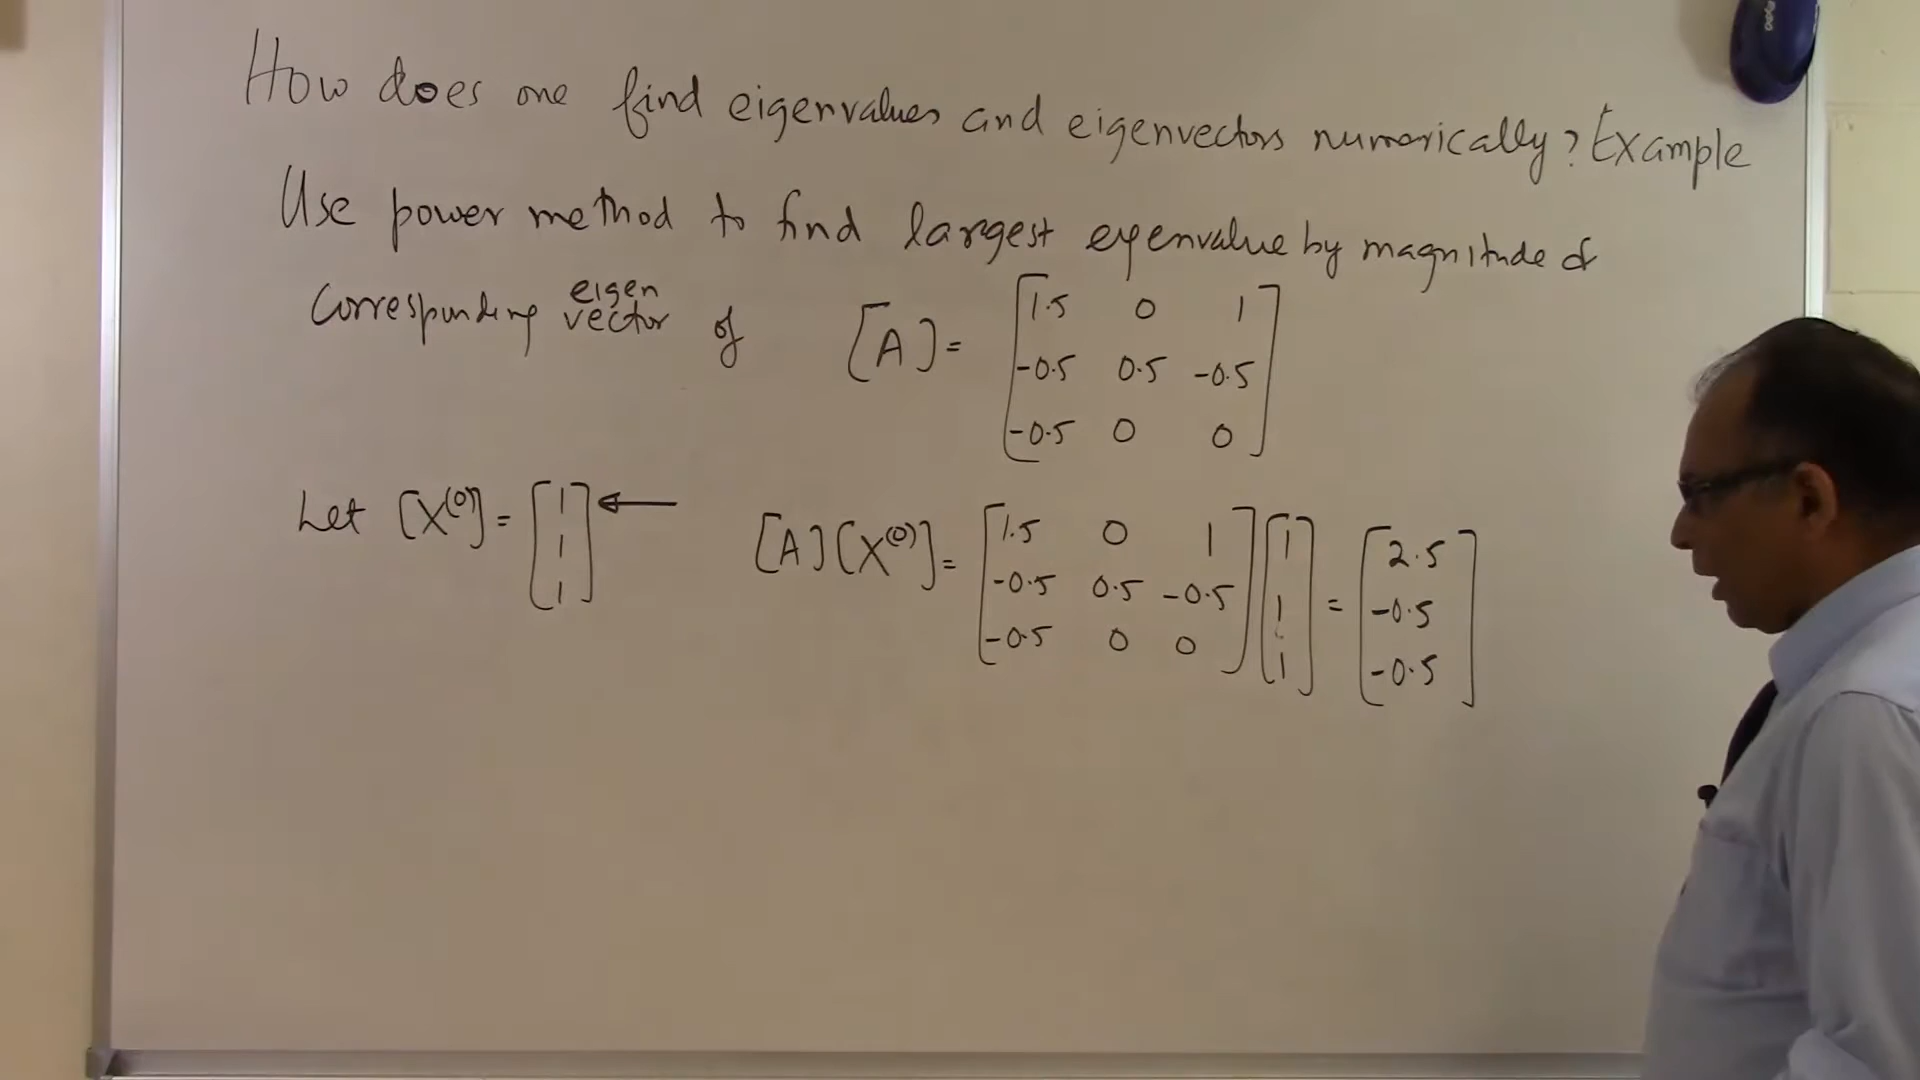 How does one find eigenvalues and eigenvectors numerically? Example
Use power method to find largest eigenvalue by magnitude &
corresponding eigen vector of [A] = [1.5 0 1
-0.5 0.5 -0.5
-0.5 0 0]
Let [X^(0)] = [1
1
1] ←
[A][X^(0)] = [1.5 0 1
-0.5 0.5 -0.5
-0.5 0 0] [1
1
1] = [2.5
-0.5
-0.5]